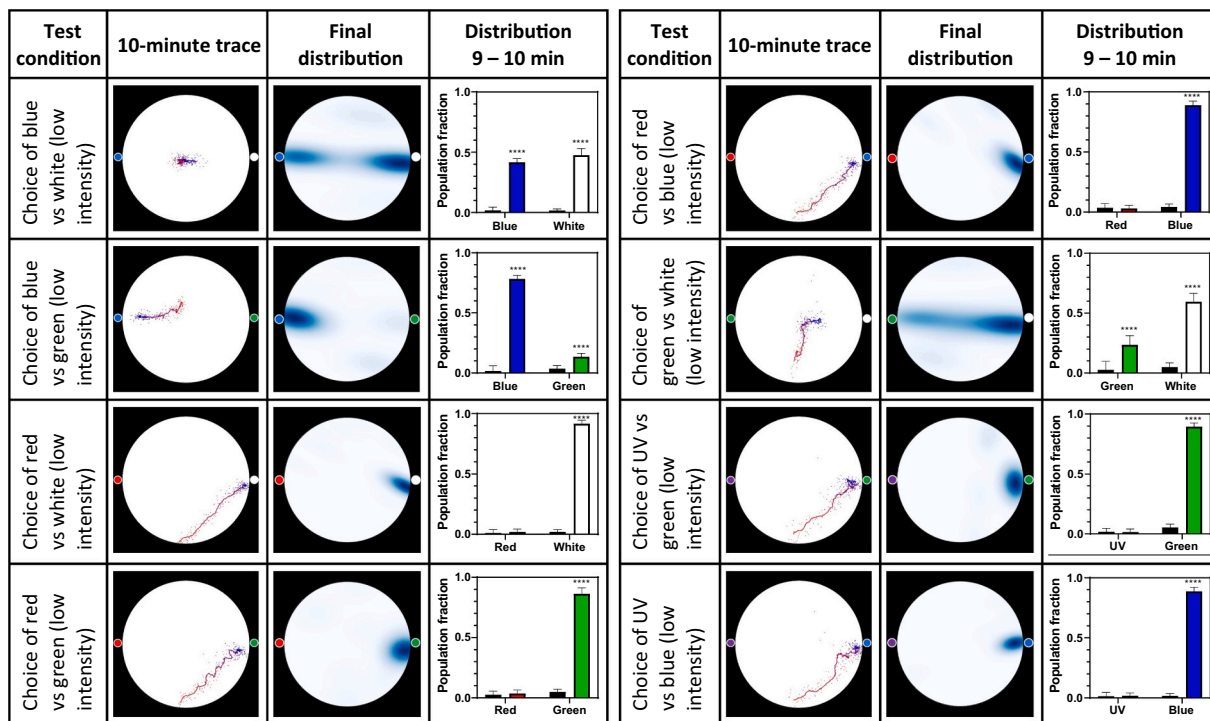 Test condition
10-minute trace
Final distribution
Distribution 9 – 10 min
Choice of blue vs white (low intensity)
Population fraction
1.0
0.5
0.0
****
****
Blue
White
Choice of blue vs green (low intensity)
Population fraction
1.0
0.5
0.0
****
****
Blue
Green
Choice of red vs white (low intensity)
Population fraction
1.0
0.5
0.0
****
Red
White
Choice of red vs green (low intensity)
Population fraction
1.0
0.5
0.0
****
Red
Green
Test condition
10-minute trace
Final distribution
Distribution 9 – 10 min
Choice of red vs blue (low intensity)
Population fraction
1.0
0.5
0.0
****
Red
Blue
Choice of green vs white (low intensity)
Population fraction
1.0
0.5
0.0
****
****
Green
White
Choice of UV vs green (low intensity)
Population fraction
1.0
0.5
0.0
****
UV
Green
Choice of UV vs blue (low intensity)
Population fraction
1.0
0.5
0.0
****
UV
Blue